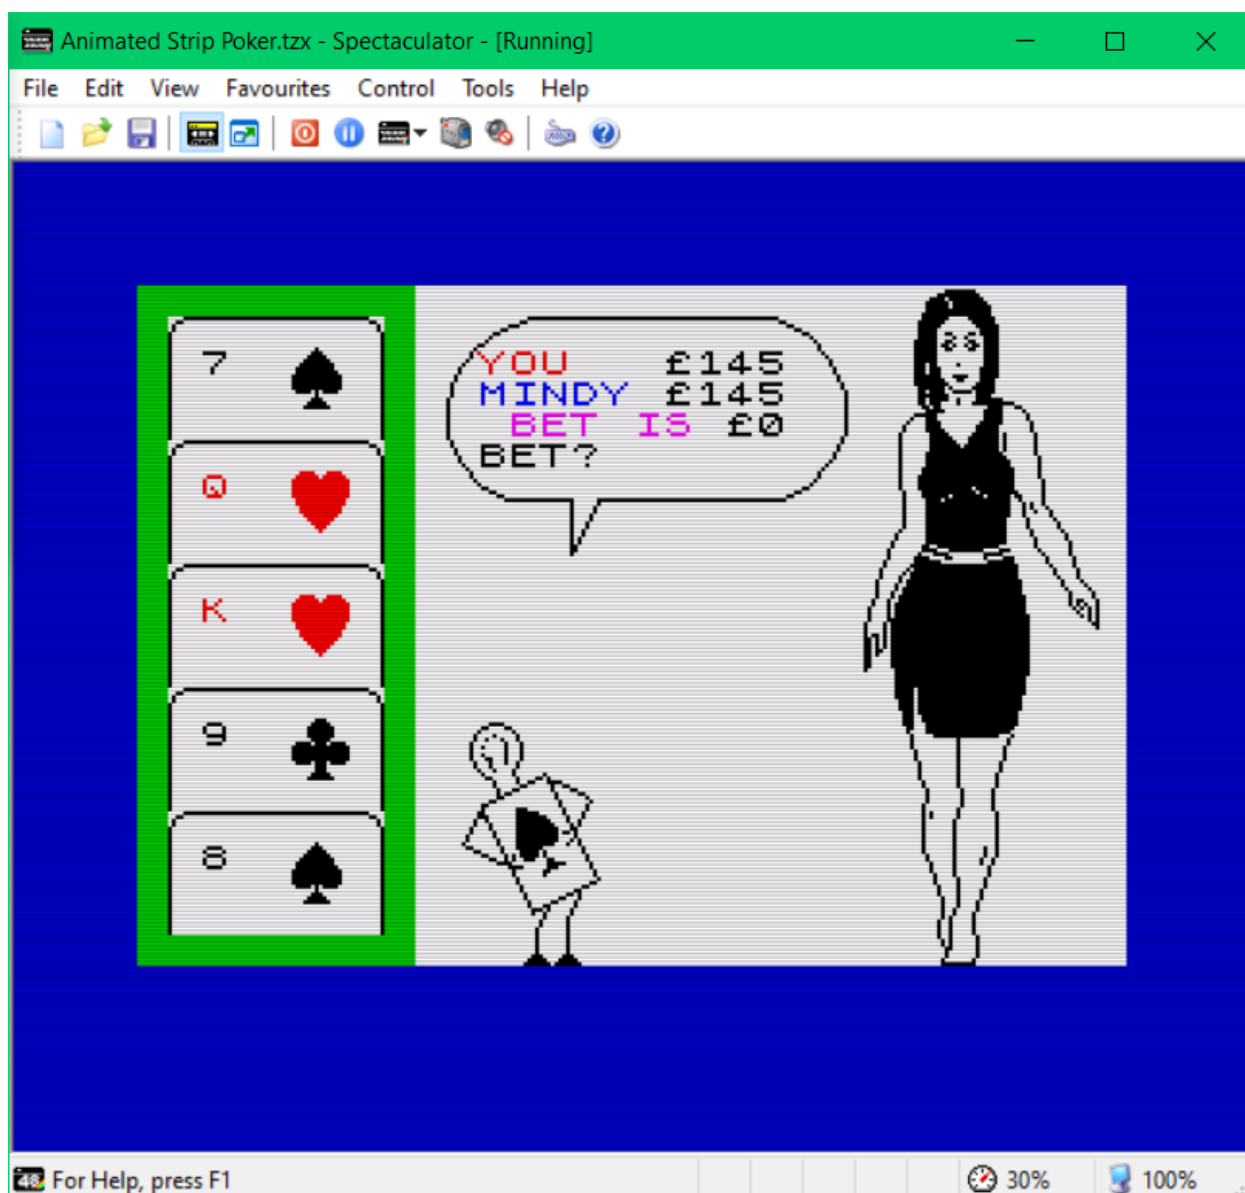 Animated Strip Poker.tzx - Spectaculator - [Running]
File Edit View Favourites Control Tools Help
7
Q
K
9
8
YOU £145
MINDY £145
BET IS £0
BET?
48 For Help, press F1 30% 100%